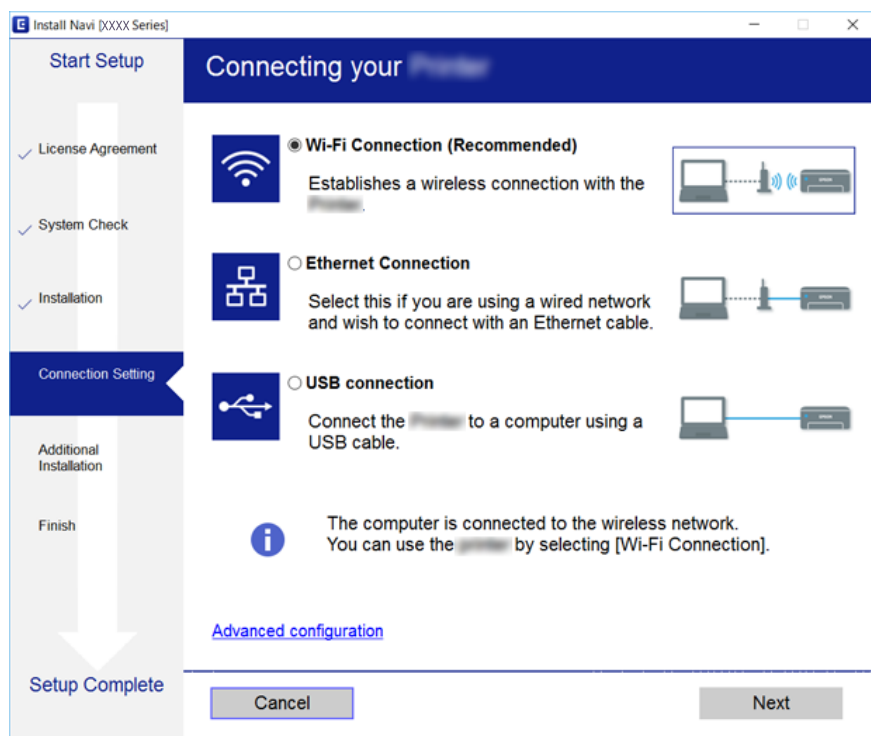 Install Navi [XXXX Series]
Start Setup
License Agreement
System Check
Installation
Connection Setting
Additional
Installation
Finish
Setup Complete
Connecting your
Wi-Fi Connection (Recommended)
Establishes a wireless connection with the
.
Ethernet Connection
Select this if you are using a wired network
and wish to connect with an Ethernet cable.
USB connection
Connect the to a computer using a
USB cable.
The computer is connected to the wireless network.
You can use the by selecting [Wi-Fi Connection].
Advanced configuration
Cancel
Next